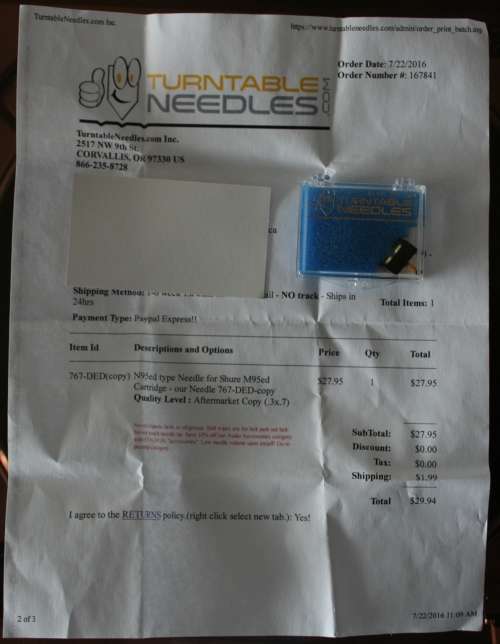 TurntableNeedles.com Inc.
https://www.turntableneedles.com/admin/order_print_batch.asp
Order Date: 7/22/2016
Order Number #: 167841
TURNTABLE
NEEDLES.COM
TurntableNeedles.com Inc.
2517 NW 9th St.
CORVALLIS, OR 97330 US
866-235-8728
TURNTABLE
NEEDLES
ca
Shipping Method: - NO track - Ships in
24hrs
Total Items: 1
Payment Type: Paypal Express!!
Item Id Descriptions and Options Price Qty Total
767-DED(copy) N95ed type Needle for Shure M95ed $27.95 1 $27.95
Cartridge - our Needle 767-DED-copy
Quality Level : Aftermarket Copy (.3x.7)
SubTotal: $27.95
Discount: $0.00
Tax: $0.00
Shipping: $1.99
Total $29.94
I agree to the RETURNS policy.(right click select new tab.): Yes!
2 of 3
7/22/2016 11:09 AM